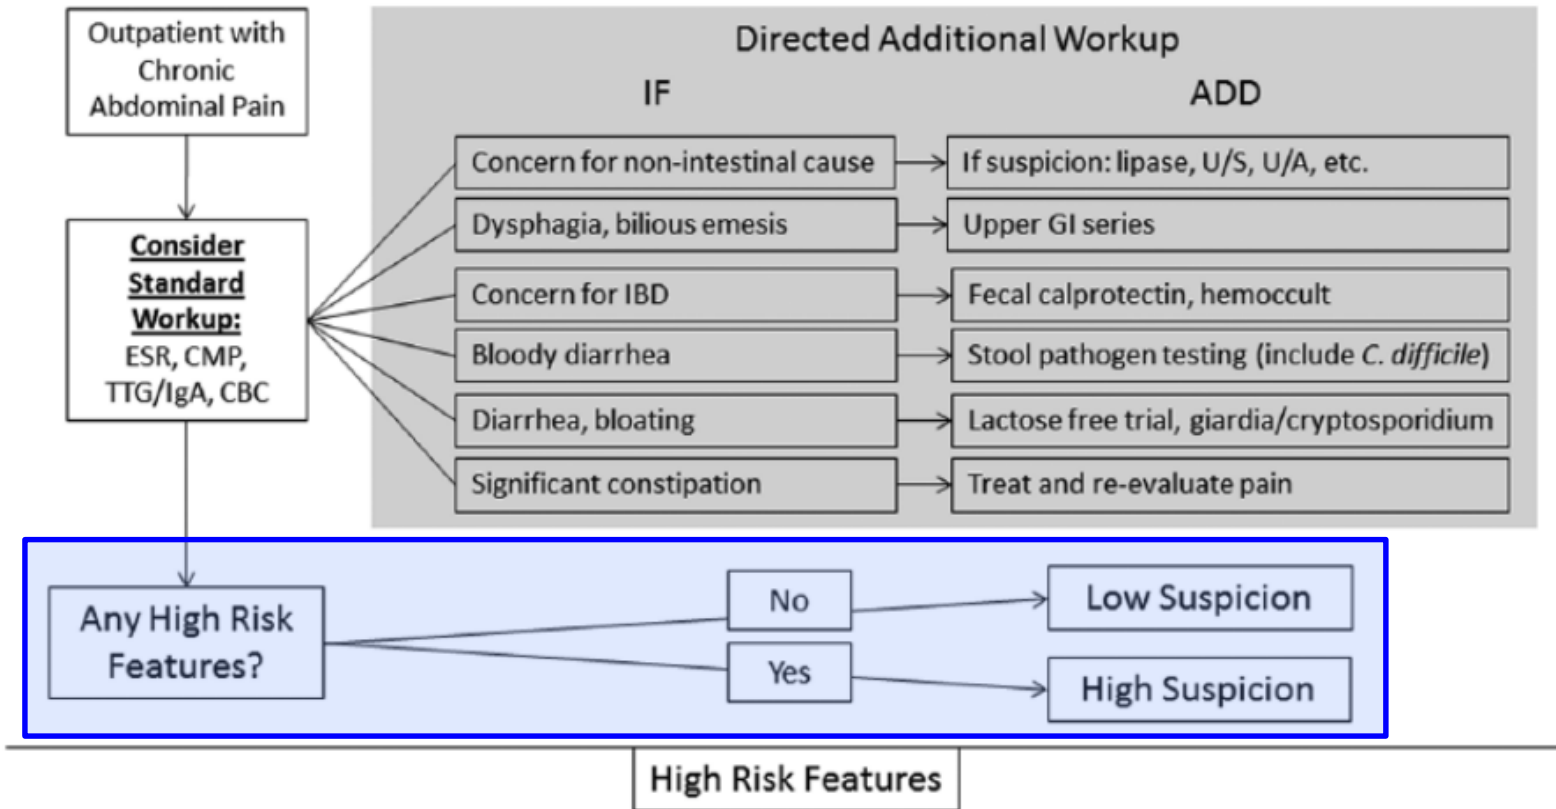 Outpatient with
Chronic
Abdominal Pain
Consider
Standard
Workup:
ESR, CMP,
TTG/IgA, CBC
Directed Additional Workup
IF
ADD
Concern for non-intestinal cause
If suspicion: lipase, U/S, U/A, etc.
Dysphagia, bilious emesis
Upper GI series
Concern for IBD
Fecal calprotectin, hemoccult
Bloody diarrhea
Stool pathogen testing (include C. difficile)
Diarrhea, bloating
Lactose free trial, giardia/cryptosporidium
Significant constipation
Treat and re-evaluate pain
Any High Risk
Features?
No
Low Suspicion
Yes
High Suspicion
High Risk Features